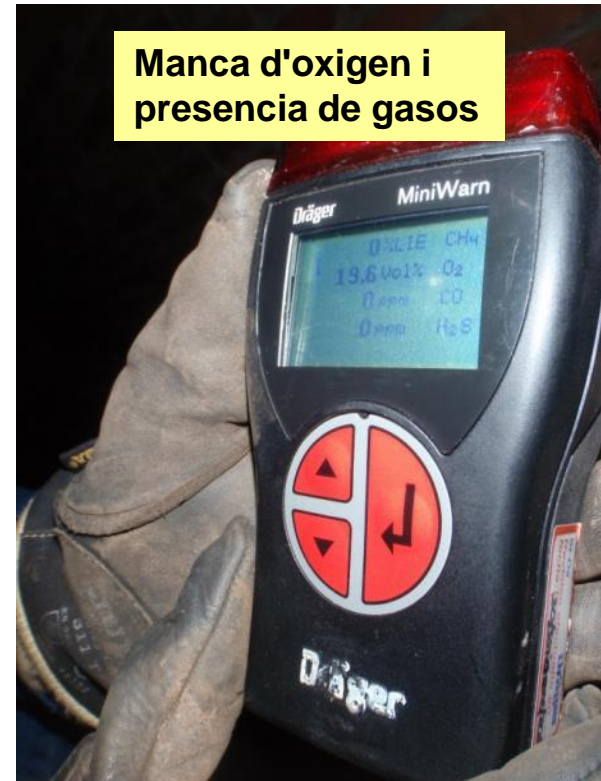 Manca d'oxigen i
presencia de gasos
Dräger MiniWarn
0 %LIE CH4
19.6 Vol% O2
0 ppm CO
0 ppm H2S
Dräger